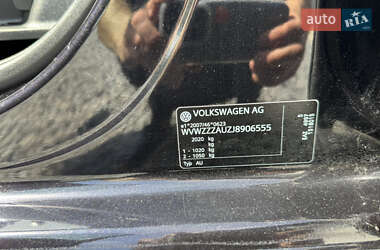 auto RIA.com
VOLKSWAGEN AG
e1*2007/46*0623
WVWZZZAUZJ8906555
2020 kg
kg
1 - 1020 kg
2 - 1050 kg
Typ AU